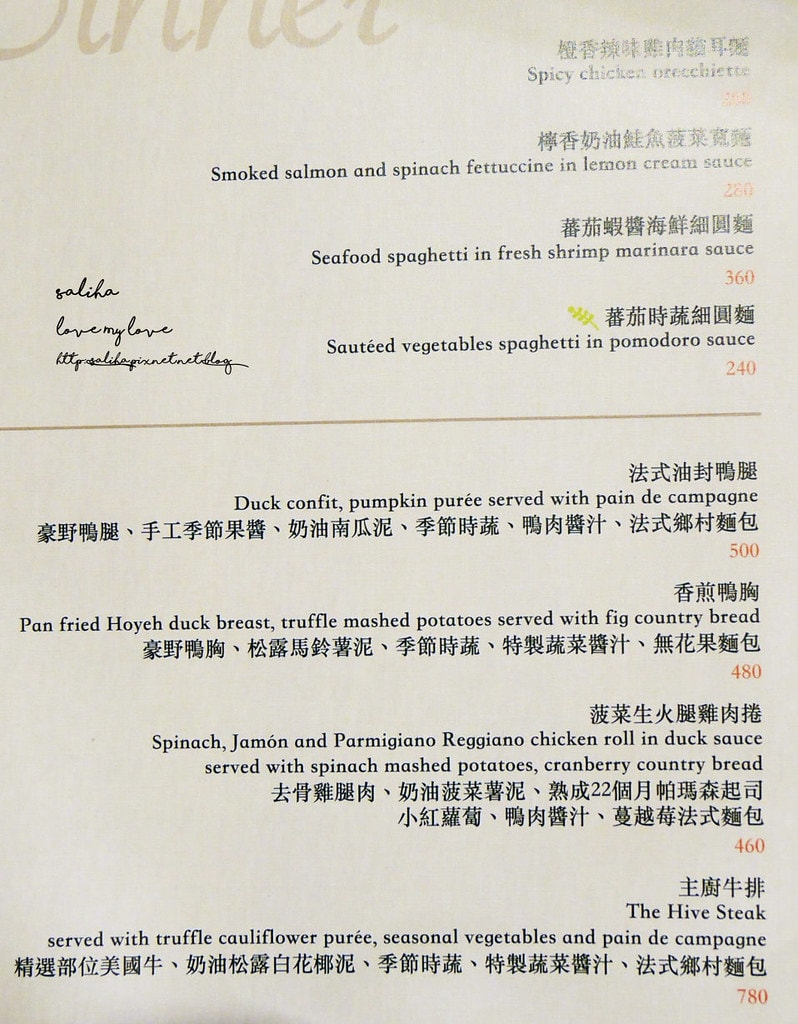 Dinner
橙香辣味雞肉貓耳麵
Spicy chicken orecchiette
檸香奶油鮭魚菠菜寬麵
Smoked salmon and spinach fettuccine in lemon cream sauce
280
蕃茄蝦醬海鮮細圓麵
Seafood spaghetti in fresh shrimp marinara sauce
360
蕃茄時蔬細圓麵
Sautéed vegetables spaghetti in pomodoro sauce
240
saliha
love my love
http:saliha.pixnet.net.blog
法式油封鴨腿
Duck confit, pumpkin purée served with pain de campagne
豪野鴨腿、手工季節果醬、奶油南瓜泥、季節時蔬、鴨肉醬汁、法式鄉村麵包
500
香煎鴨胸
Pan fried Hoyeh duck breast, truffle mashed potatoes served with fig country bread
豪野鴨胸、松露馬鈴薯泥、季節時蔬、特製蔬菜醬汁、無花果麵包
480
菠菜生火腿雞肉捲
Spinach, Jamón and Parmigiano Reggiano chicken roll in duck sauce
served with spinach mashed potatoes, cranberry country bread
去骨雞腿肉、奶油菠菜薯泥、熟成22個月帕瑪森起司
小紅蘿蔔、鴨肉醬汁、蔓越莓法式麵包
460
主廚牛排
The Hive Steak
served with truffle cauliflower purée, seasonal vegetables and pain de campagne
精選部位美國牛、奶油松露白花椰泥、季節時蔬、特製蔬菜醬汁、法式鄉村麵包
780